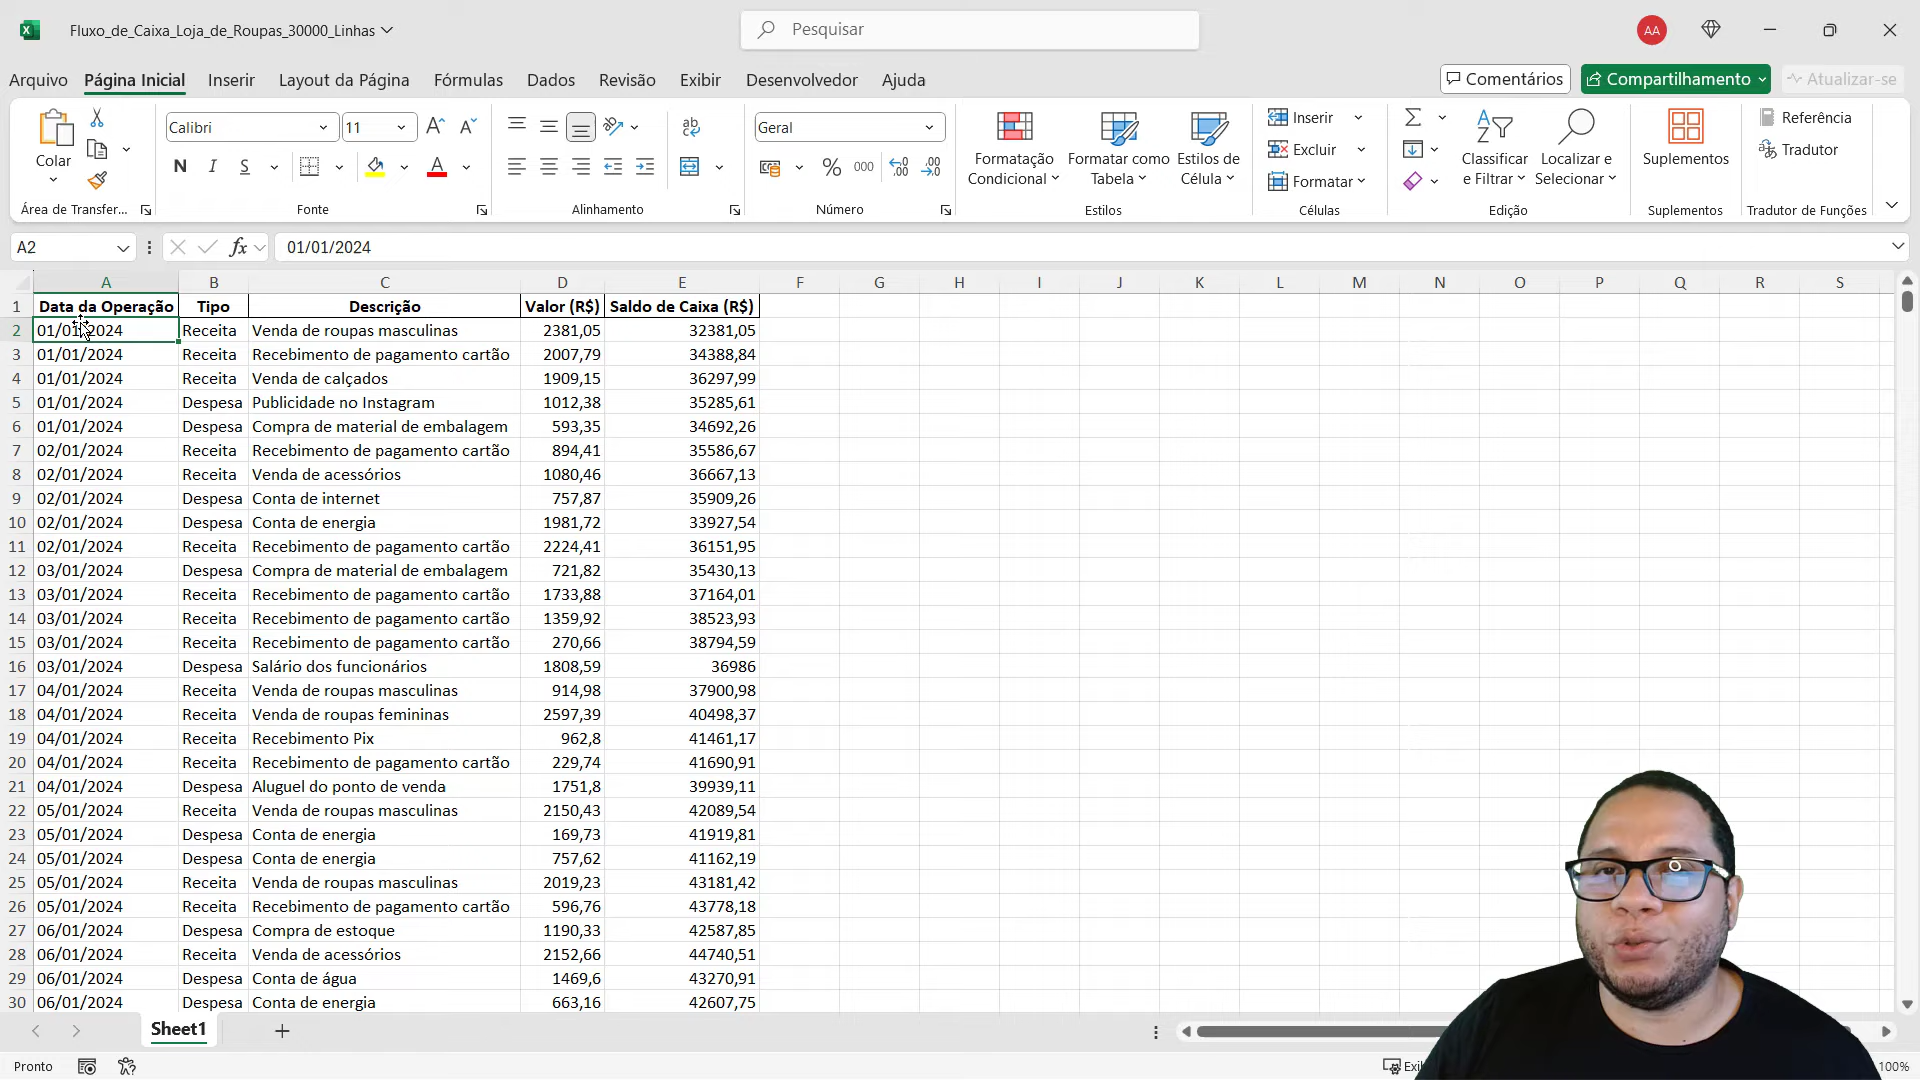 Fluxo_de_Caixa_Loja_de_Roupas_30000_Linhas
Pesquisar
AA
Arquivo Página Inicial Inserir Layout da Página Fórmulas Dados Revisão Exibir Desenvolvedor Ajuda
Comentários Compartilhamento Atualizar-se
Colar
Calibri 11
N I S
Geral
% 000
Formatação Condicional
Formatar como Tabela
Estilos de Célula
Inserir
Excluir
Formatar
Classificar e Filtrar
Localizar e Selecionar
Suplementos
Referência
Tradutor
Área de Transfer... Fonte Alinhamento Número Estilos Células Edição Suplementos Tradutor de Funções
A2 fx 01/01/2024
A B C D E F G H I J K L M N O P Q R S
1 Data da Operação Tipo Descrição Valor (R$) Saldo de Caixa (R$)
2 01/01/2024 Receita Venda de roupas masculinas 2381,05 32381,05
3 01/01/2024 Receita Recebimento de pagamento cartão 2007,79 34388,84
4 01/01/2024 Receita Venda de calçados 1909,15 36297,99
5 01/01/2024 Despesa Publicidade no Instagram 1012,38 35285,61
6 01/01/2024 Despesa Compra de material de embalagem 593,35 34692,26
7 02/01/2024 Receita Recebimento de pagamento cartão 894,41 35586,67
8 02/01/2024 Receita Venda de acessórios 1080,46 36667,13
9 02/01/2024 Despesa Conta de internet 757,87 35909,26
10 02/01/2024 Despesa Conta de energia 1981,72 33927,54
11 02/01/2024 Receita Recebimento de pagamento cartão 2224,41 36151,95
12 03/01/2024 Despesa Compra de material de embalagem 721,82 35430,13
13 03/01/2024 Receita Recebimento de pagamento cartão 1733,88 37164,01
14 03/01/2024 Receita Recebimento de pagamento cartão 1359,92 38523,93
15 03/01/2024 Receita Recebimento de pagamento cartão 270,66 38794,59
16 03/01/2024 Despesa Salário dos funcionários 1808,59 36986
17 04/01/2024 Receita Venda de roupas masculinas 914,98 37900,98
18 04/01/2024 Receita Venda de roupas femininas 2597,39 40498,37
19 04/01/2024 Receita Recebimento Pix 962,8 41461,17
20 04/01/2024 Receita Recebimento de pagamento cartão 229,74 41690,91
21 04/01/2024 Despesa Aluguel do ponto de venda 1751,8 39939,11
22 05/01/2024 Receita Venda de roupas masculinas 2150,43 42089,54
23 05/01/2024 Despesa Conta de energia 169,73 41919,81
24 05/01/2024 Despesa Conta de energia 757,62 41162,19
25 05/01/2024 Receita Venda de roupas masculinas 2019,23 43181,42
26 05/01/2024 Receita Recebimento de pagamento cartão 596,76 43778,18
27 06/01/2024 Despesa Compra de estoque 1190,33 42587,85
28 06/01/2024 Receita Venda de acessórios 2152,66 44740,51
29 06/01/2024 Despesa Conta de água 1469,6 43270,91
30 06/01/2024 Despesa Conta de energia 663,16 42607,75
Sheet1
Pronto 100%